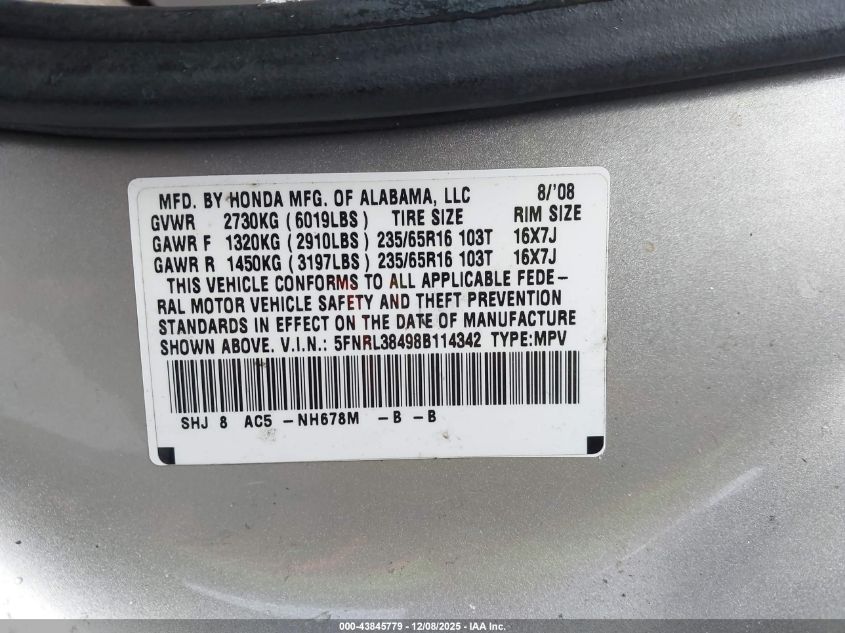 MFD. BY HONDA MFG. OF ALABAMA, LLC 8/'08
GVWR 2730KG (6019LBS) TIRE SIZE RIM SIZE
GAWR F 1320KG (2910LBS) 235/65R16 103T 16X7J
GAWR R 1450KG (3197LBS) 235/65R16 103T 16X7J
THIS VEHICLE CONFORMS TO ALL APPLICABLE FEDE-
RAL MOTOR VEHICLE SAFETY AND THEFT PREVENTION
STANDARDS IN EFFECT ON THE DATE OF MANUFACTURE
SHOWN ABOVE. V.I.N.: 5FNRL38498B114342 TYPE:MPV
SHJ 8 AC5 -NH678M -B -B
000-43845779 - 12/08/2025 - IAA Inc.